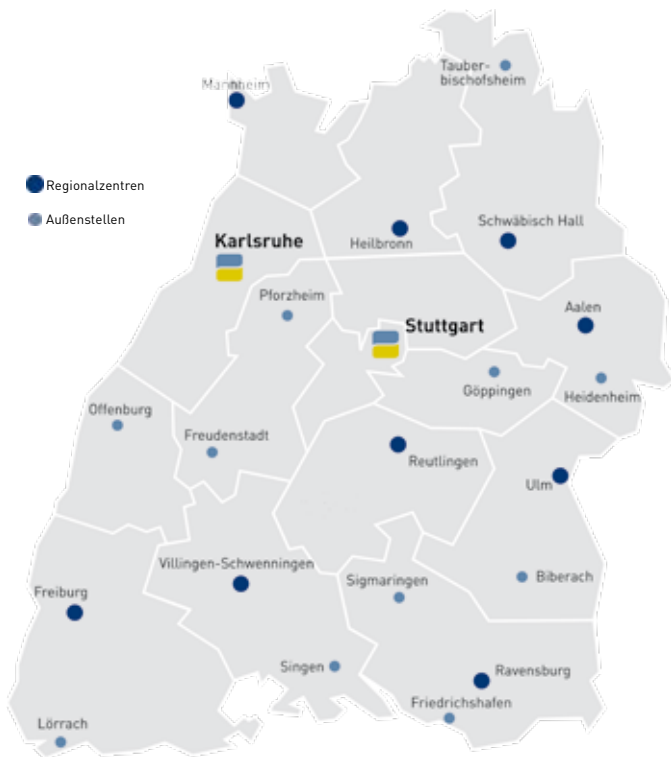 Tauber-
bischofsheim
Mannheim
Regionalzentren
Außenstellen
Schwäbisch Hall
Karlsruhe
Heilbronn
Pforzheim
Aalen
Stuttgart
Göppingen
Heidenheim
Offenburg
Freudenstadt
Reutlingen
Ulm
Villingen-Schwenningen
Sigmaringen
Biberach
Freiburg
Singen
Ravensburg
Friedrichshafen
Lörrach